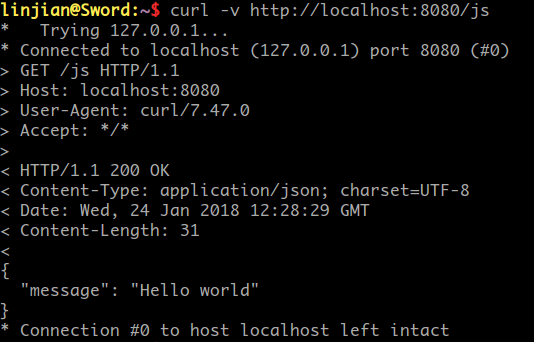 linjian@Sword:~$ curl -v http://localhost:8080/js
*   Trying 127.0.0.1...
* Connected to localhost (127.0.0.1) port 8080 (#0)
> GET /js HTTP/1.1
> Host: localhost:8080
> User-Agent: curl/7.47.0
> Accept: */*
>
< HTTP/1.1 200 OK
< Content-Type: application/json; charset=UTF-8
< Date: Wed, 24 Jan 2018 12:28:29 GMT
< Content-Length: 31
<
{
  "message": "Hello world"
}
* Connection #0 to host localhost left intact